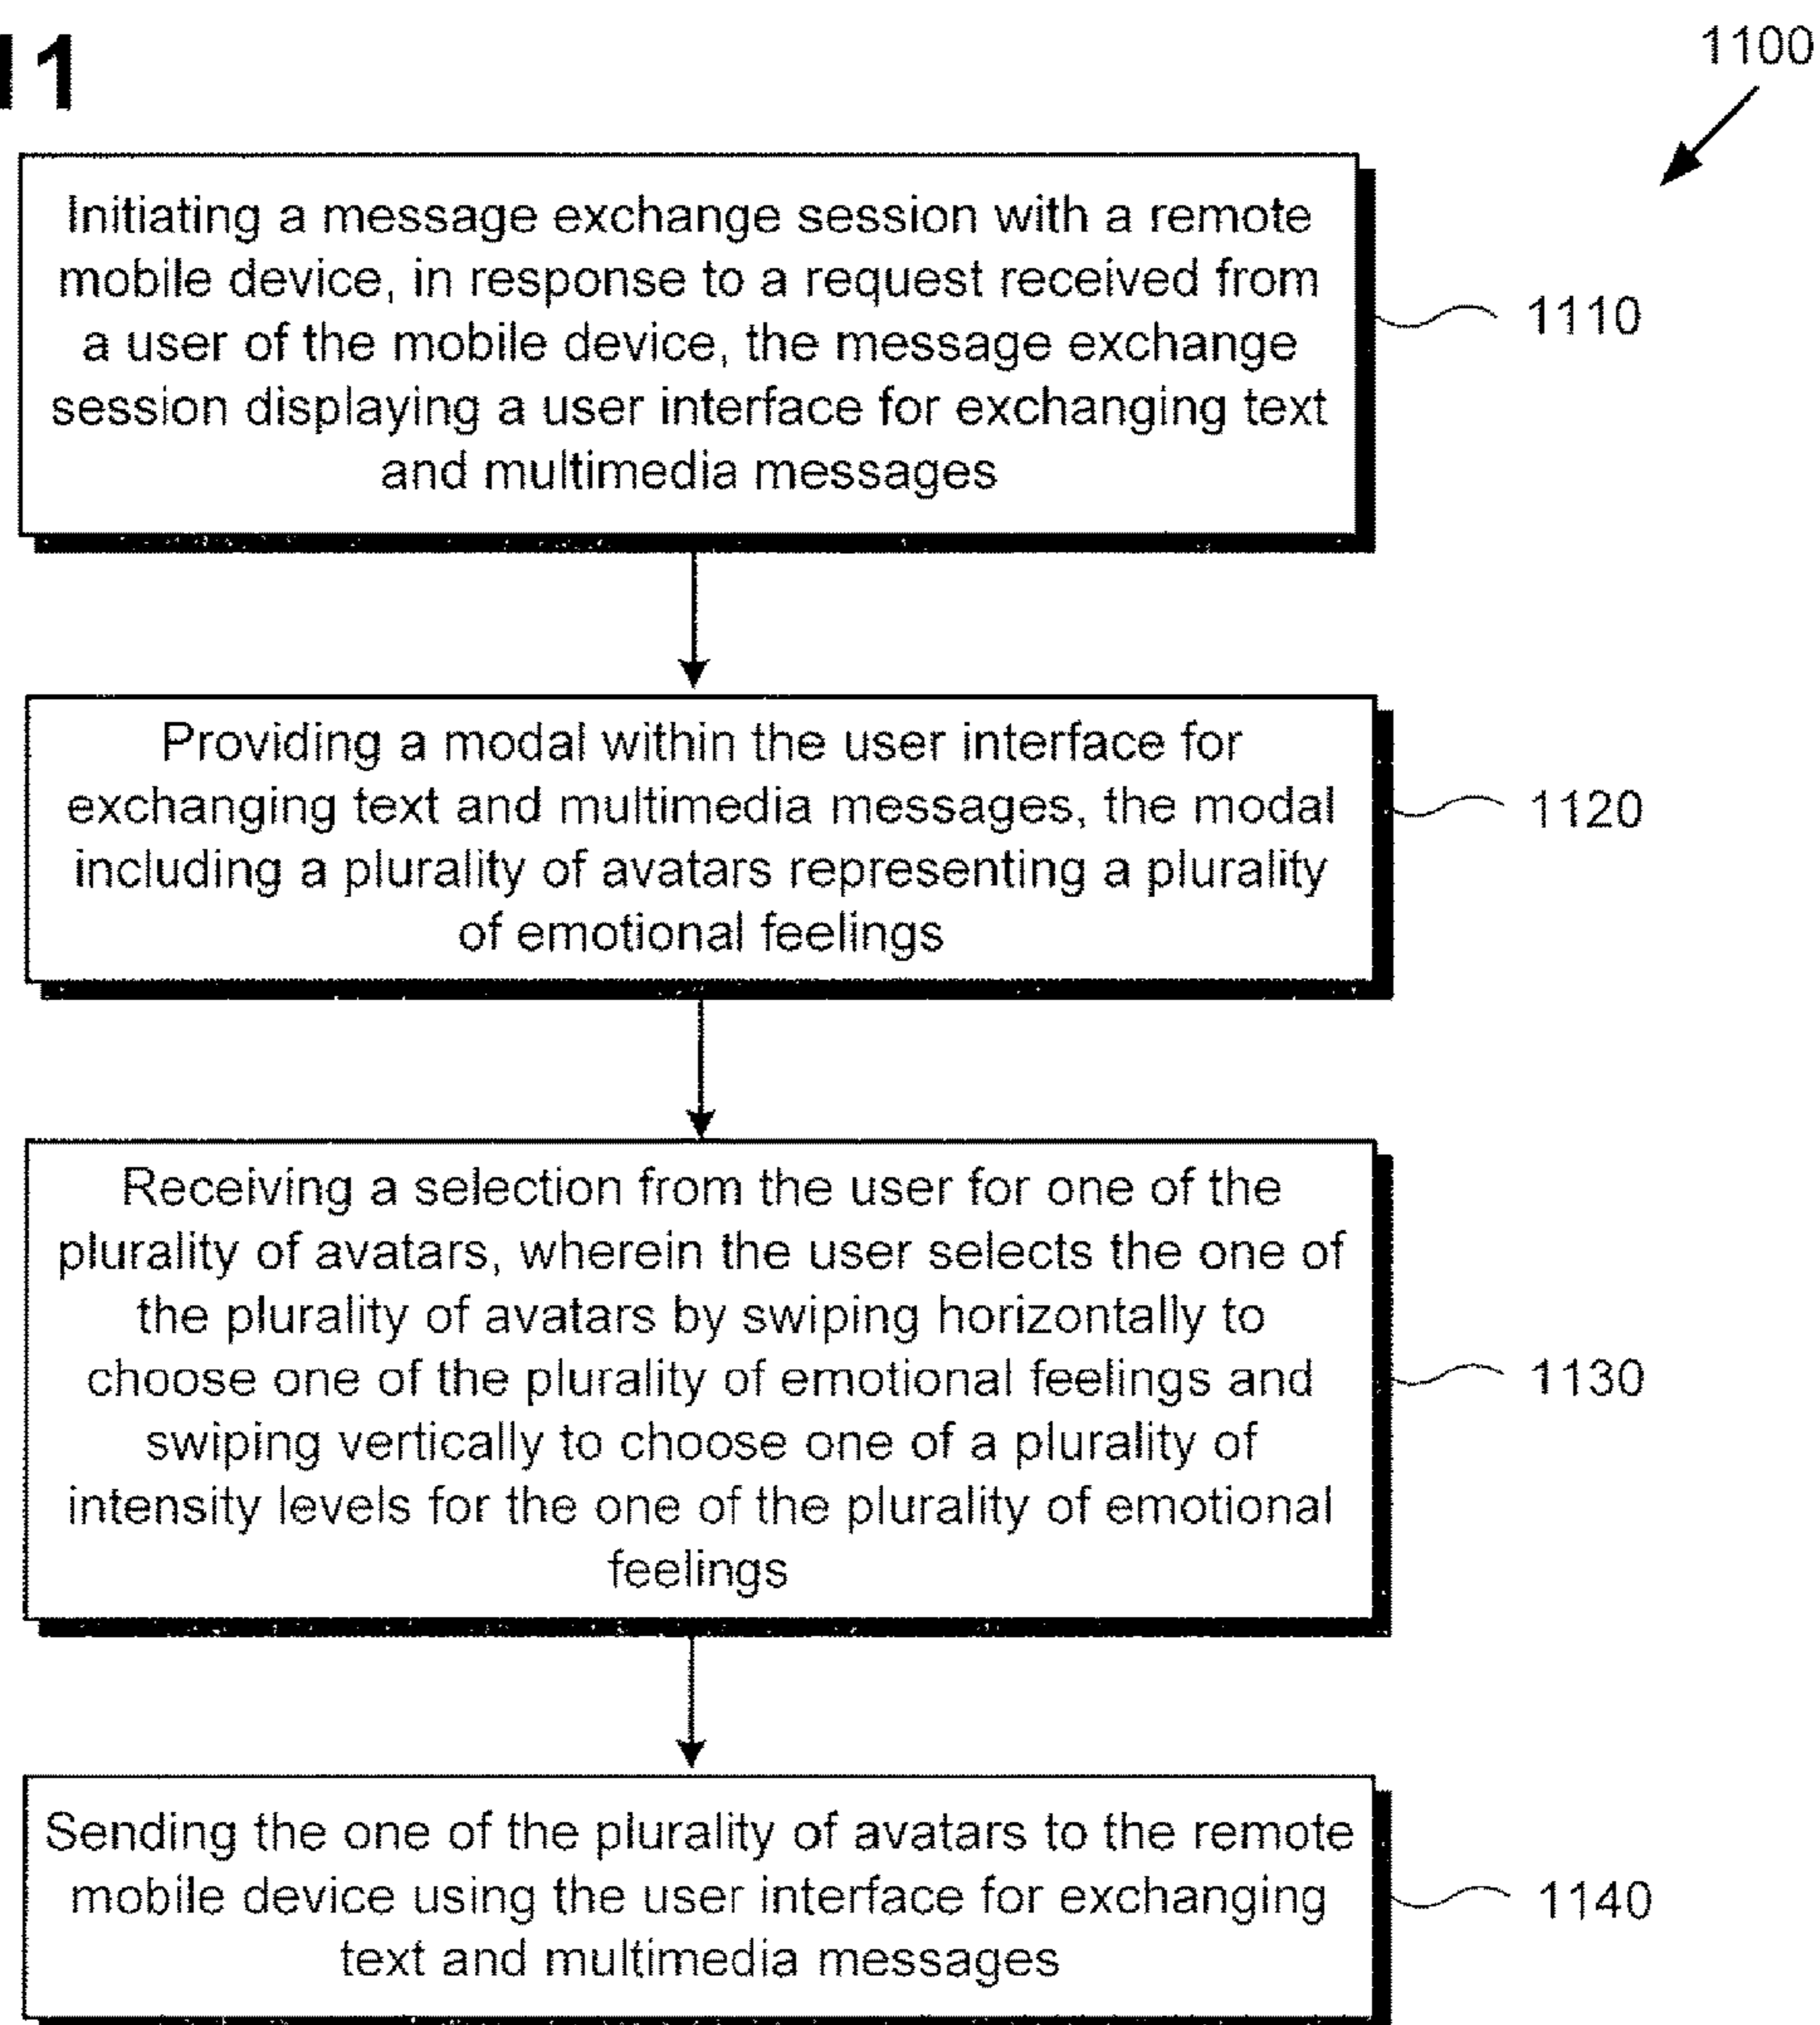 11
1100
Initiating a message exchange session with a remote
mobile device, in response to a request received from
a user of the mobile device, the message exchange
session displaying a user interface for exchanging text
and multimedia messages
1110
Providing a modal within the user interface for
exchanging text and multimedia messages, the modal
including a plurality of avatars representing a plurality
of emotional feelings
1120
Receiving a selection from the user for one of the
plurality of avatars, wherein the user selects the one of
the plurality of avatars by swiping horizontally to
choose one of the plurality of emotional feelings and
swiping vertically to choose one of a plurality of
intensity levels for the one of the plurality of emotional
feelings
1130
Sending the one of the plurality of avatars to the remote
mobile device using the user interface for exchanging
text and multimedia messages
1140